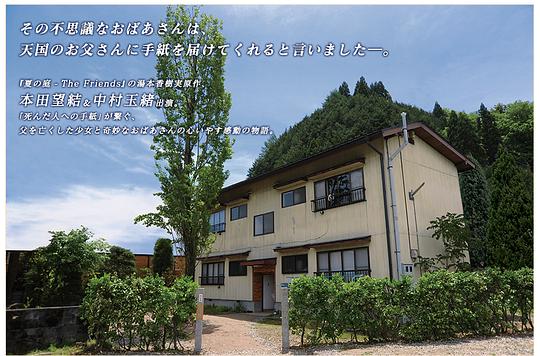 その不思議なおばあさんは、
天国のお父さんに手紙を届けてくれると言いました―。
『夏の庭 - The Friends』の湯本香樹実原作、
本田望結&中村玉緒出演。
「死んだ人への手紙」が繋ぐ、
父を亡くした少女と奇妙なおばあさんの心いやす感動の物語。